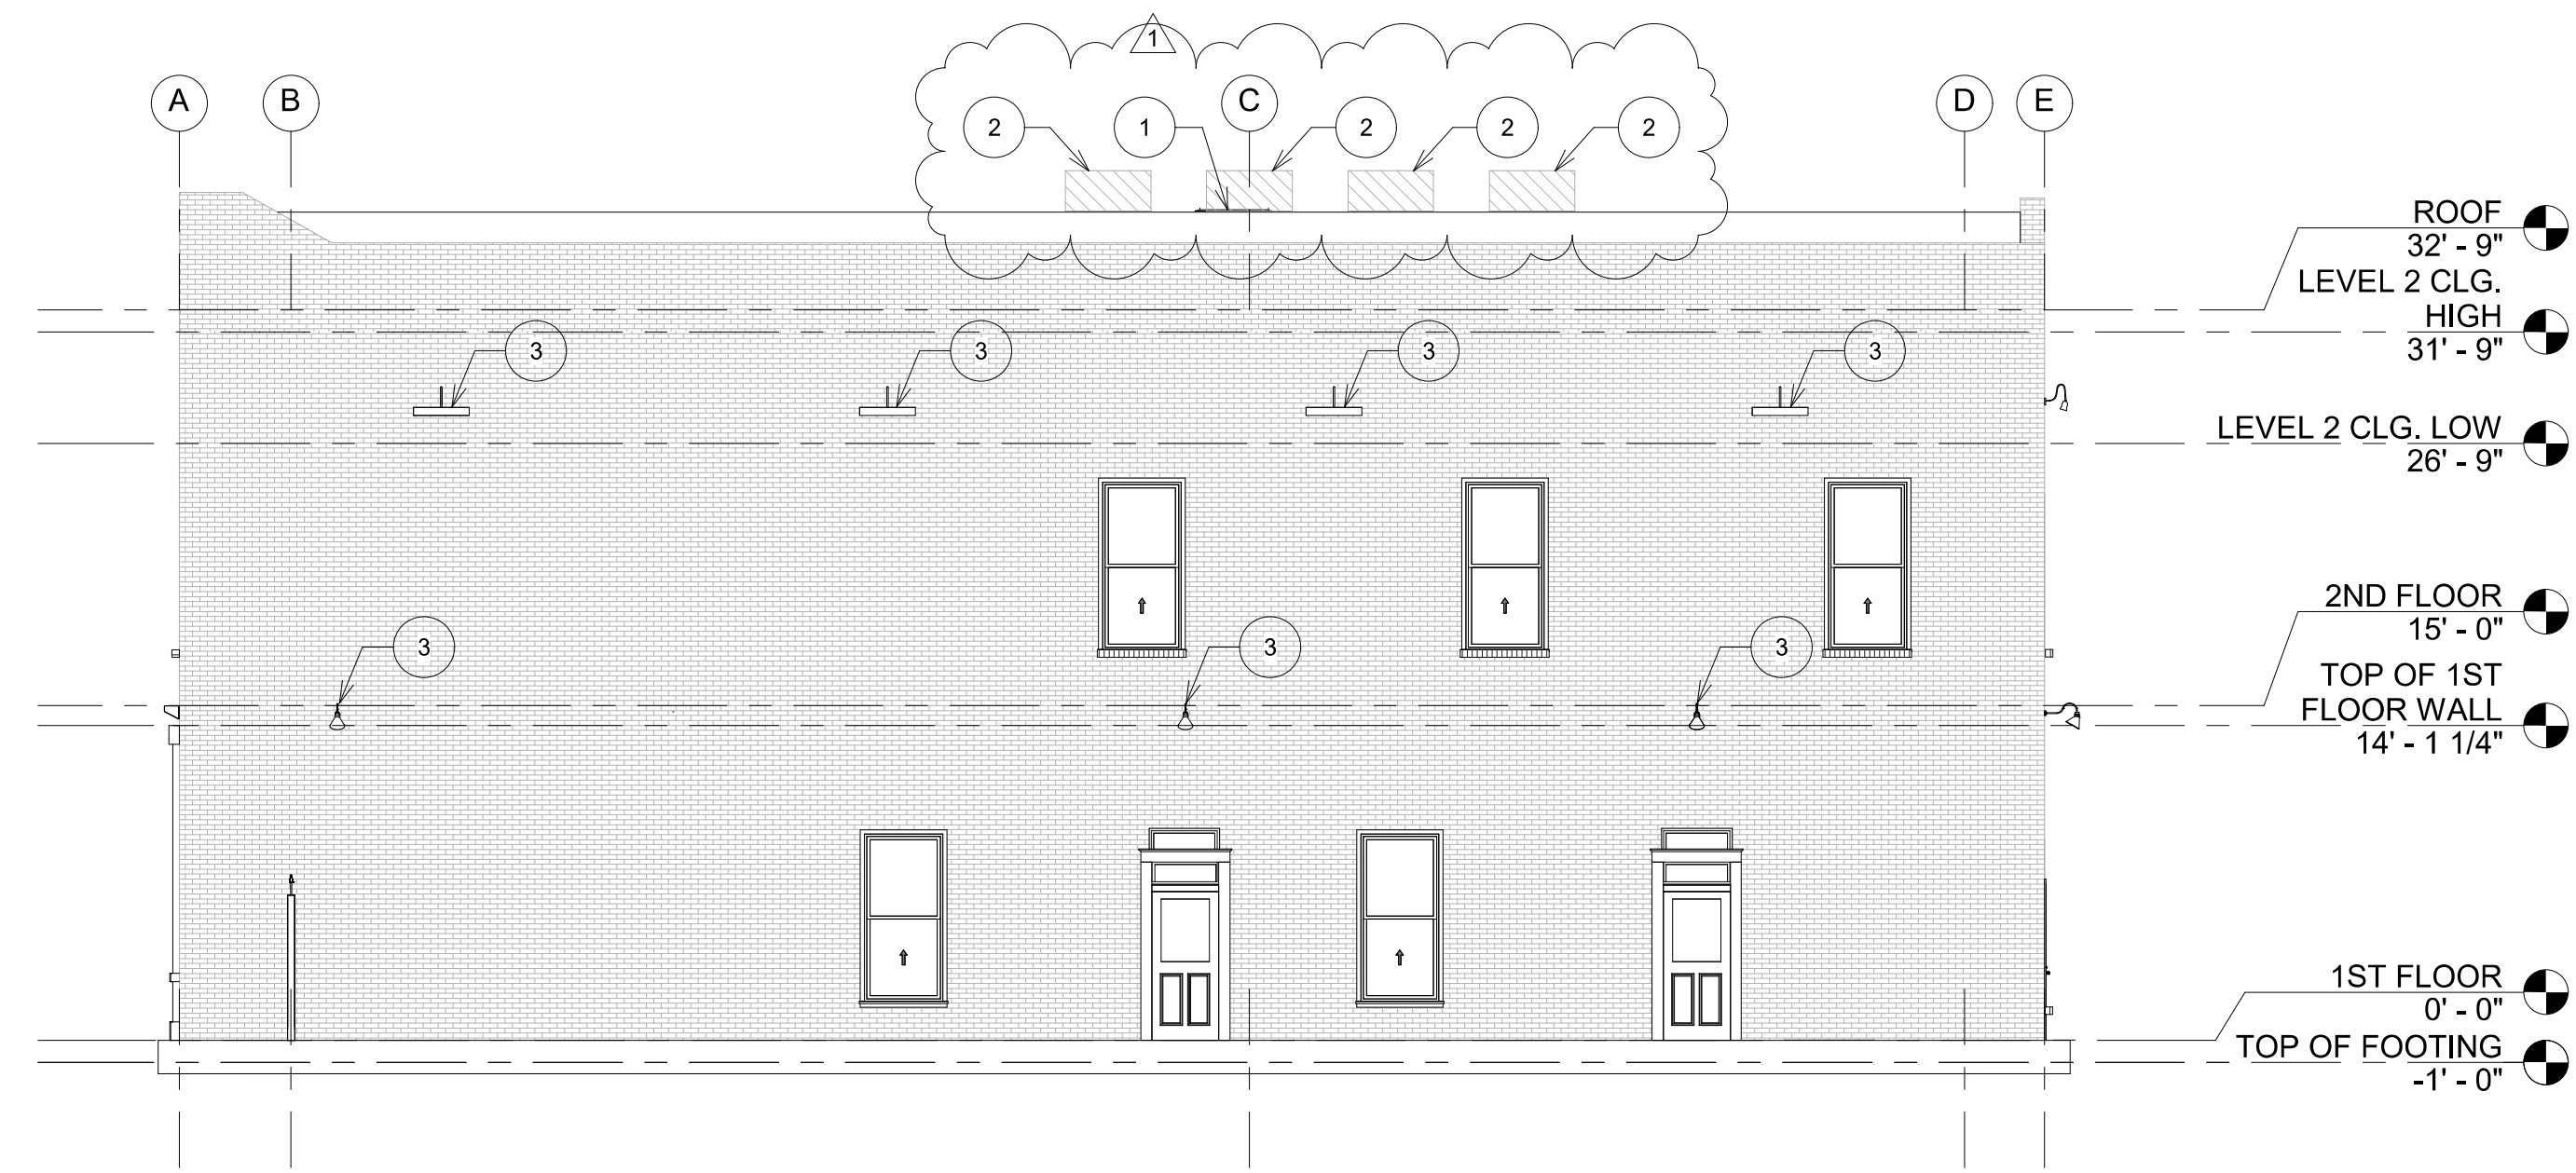 1
A
B
C
D
E
2
1
2
2
2
ROOF
32' - 9"
LEVEL 2 CLG.
HIGH
31' - 9"
3
3
3
3
LEVEL 2 CLG. LOW
26' - 9"
2ND FLOOR
15' - 0"
3
3
3
TOP OF 1ST
FLOOR WALL
14' - 1 1/4"
1ST FLOOR
0' - 0"
TOP OF FOOTING
-1' - 0"